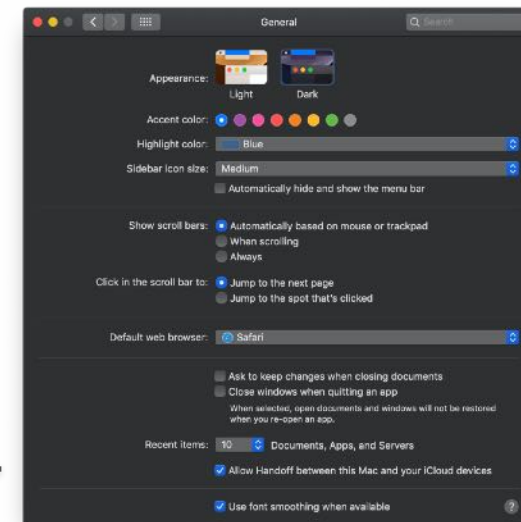 General
Search
Appearance:
Light
Dark
Accent color:
Highlight color: Blue
Sidebar icon size: Medium
Automatically hide and show the menu bar
Show scroll bars: Automatically based on mouse or trackpad
When scrolling
Always
Click in the scroll bar to: Jump to the next page
Jump to the spot that's clicked
Default web browser: Safari
Ask to keep changes when closing documents
Close windows when quitting an app
When selected, open documents and windows will not be restored
when you re-open an app.
Recent items: 10 Documents, Apps, and Servers
Allow Handoff between this Mac and your iCloud devices
Use font smoothing when available ?